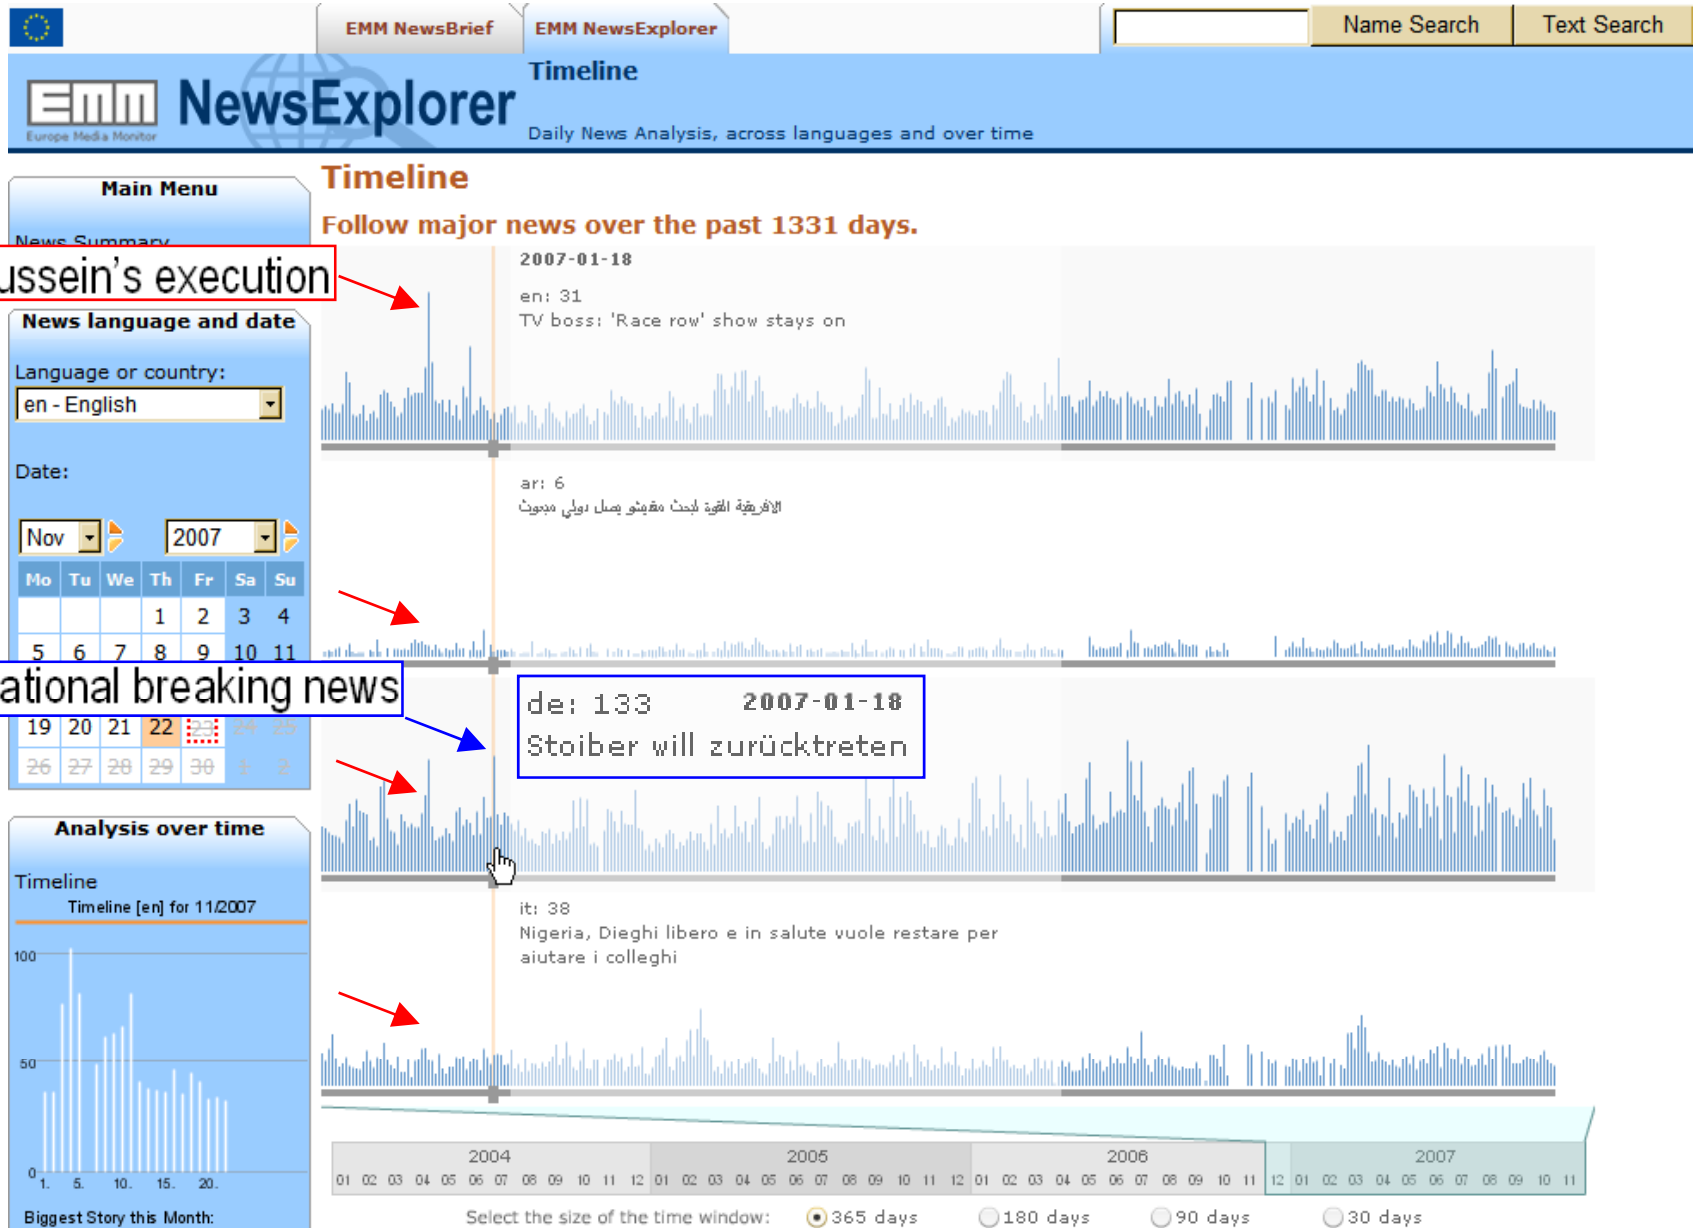 EMM NewsBrief
EMM NewsExplorer
Name Search
Text Search
Emm
Europe Media Monitor
NewsExplorer
Timeline
Daily News Analysis, across languages and over time
Main Menu
News Summary
ussein's execution
News language and date
Language or country:
en - English
Date:
Nov 2007
Mo Tu We Th Fr Sa Su
1 2 3 4
5 6 7 8 9 10 11
ational breaking news
19 20 21 22 23 24 25
26 27 28 29 30 1 2
Analysis over time
Timeline
Timeline [en] for 11/2007
100
50
0
1. 5. 10. 15. 20.
Biggest Story this Month:
Timeline
Follow major news over the past 1331 days.
2007-01-18
en: 31
TV boss: 'Race row' show stays on
ar: 6
الافريقية القوة لبحث مقديشو يصل دولي مبعوث
de: 133 2007-01-18
Stoiber will zurücktreten
it: 38
Nigeria, Dieghi libero e in salute vuole restare per
aiutare i colleghi
2004 2005 2006 2007
01 02 03 04 05 06 07 08 09 10 11 12 01 02 03 04 05 06 07 08 09 10 11 12 01 02 03 04 05 06 07 08 09 10 11 12 01 02 03 04 05 06 07 08 09 10 11
Select the size of the time window: 365 days 180 days 90 days 30 days